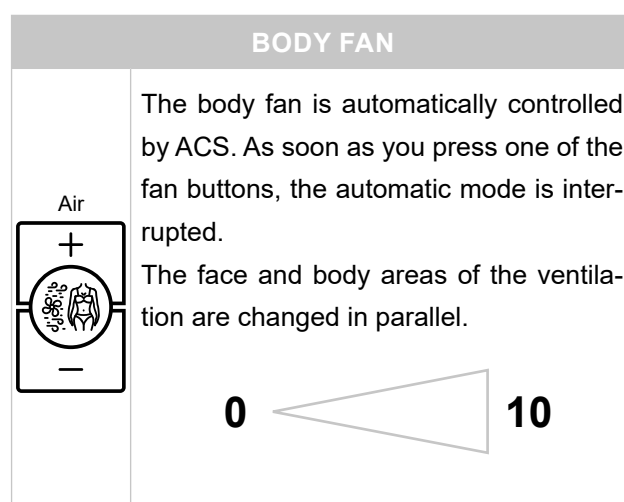 BODY FAN
Air
+
–
The body fan is automatically controlled
by ACS. As soon as you press one of the
fan buttons, the automatic mode is inter-
rupted.
The face and body areas of the ventila-
tion are changed in parallel.
0 10